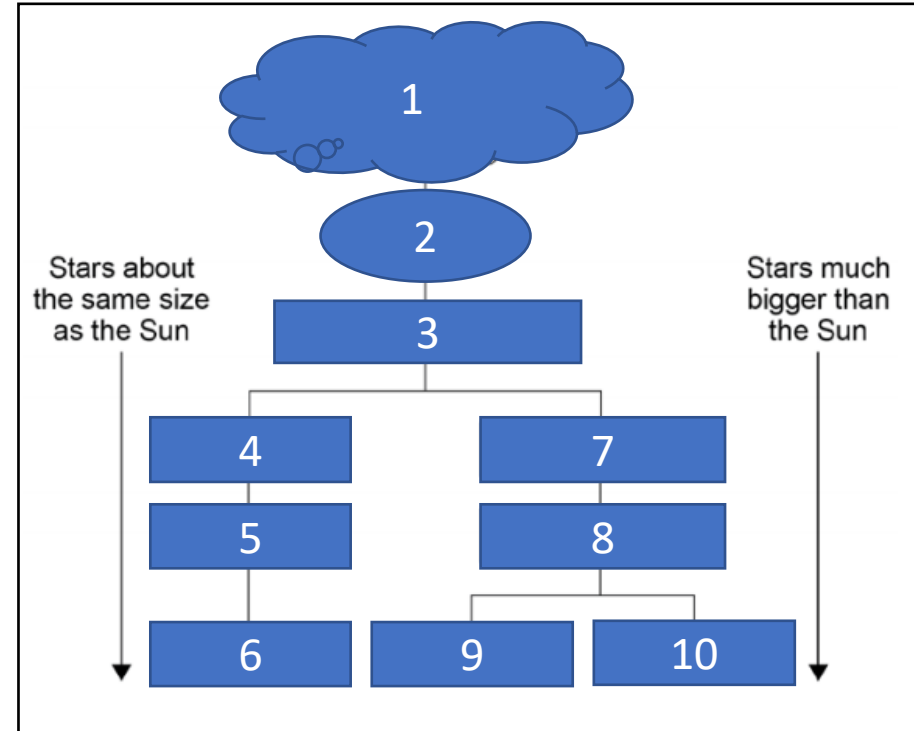 1
2
Stars about
the same size
as the Sun
Stars much
bigger than
the Sun
3
4
7
5
8
6
9
10